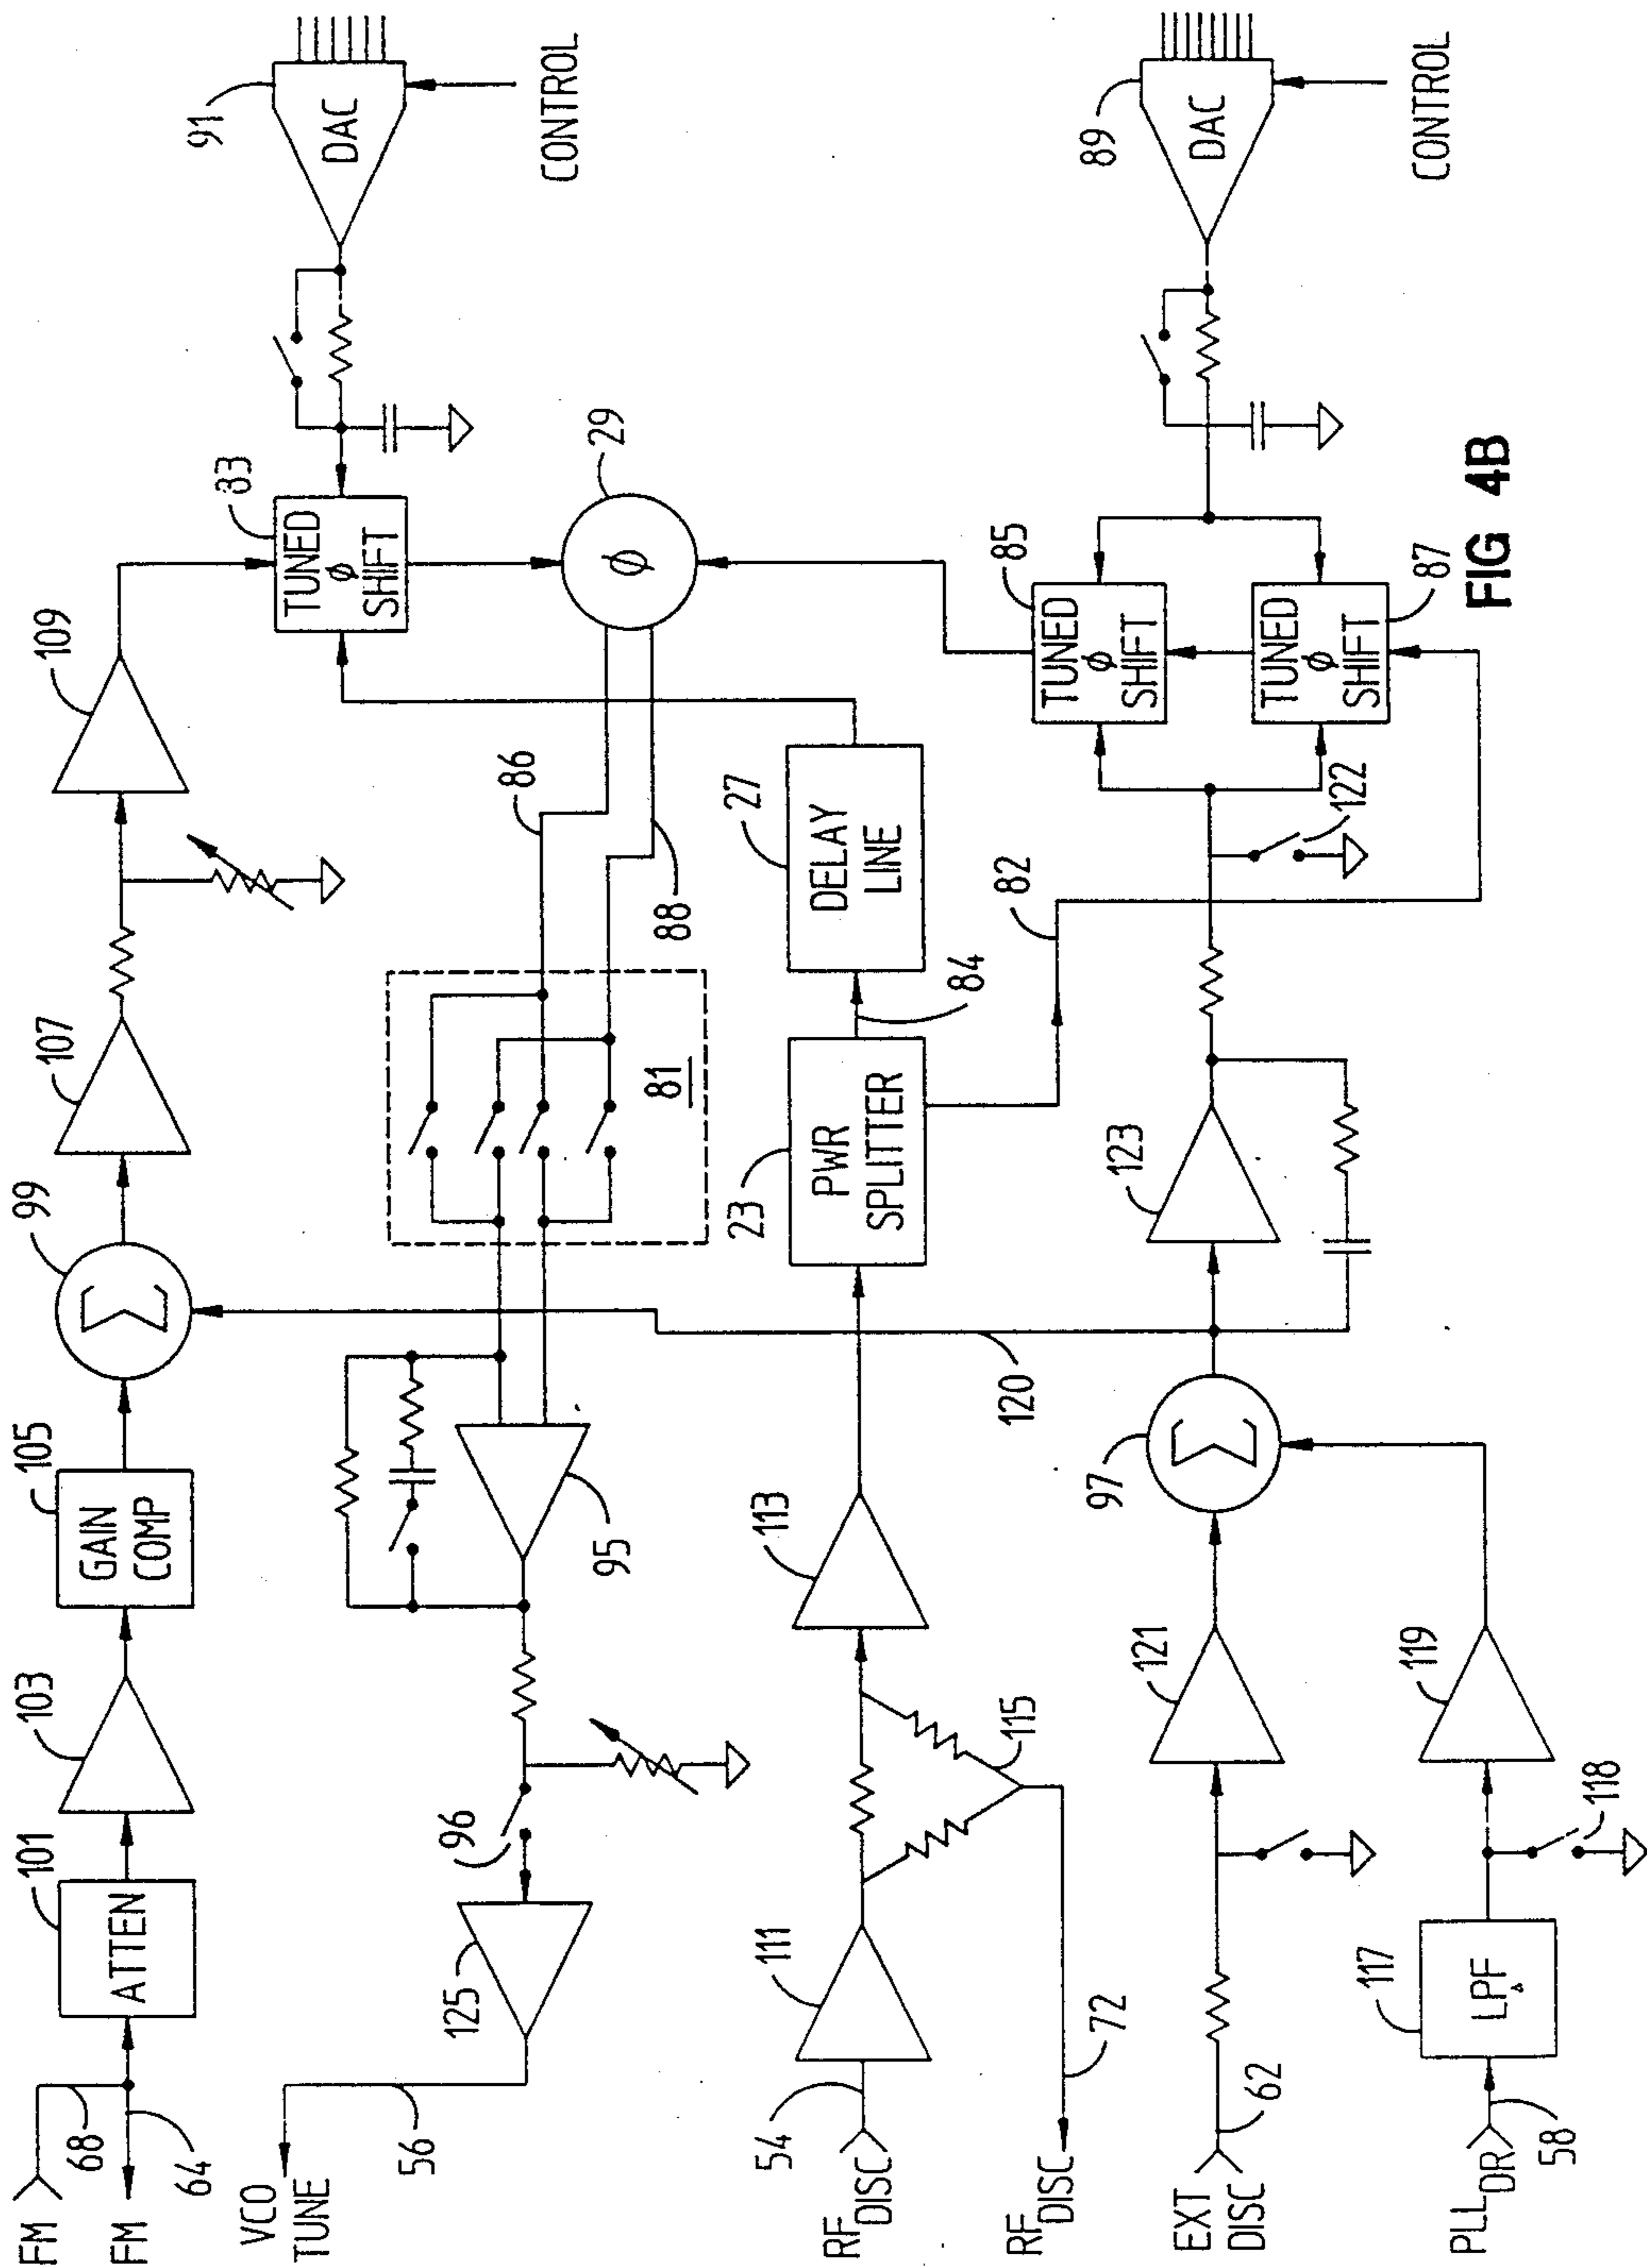 FM
68
64
FM
101
ATTEN
103
105
GAIN
COMP
99
Σ
107
109
83
TUNED
ϕ
SHIFT
91
DAC
CONTROL
VCO
TUNE
56
125
96
95
81
86
88
29
ϕ
RF DISC
54
111
113
115
RF DISC
72
23
PWR
SPLITTER
84
27
DELAY
LINE
82
120
EXT
DISC
62
121
97
Σ
123
122
85
TUNED
ϕ
SHIFT
TUNED
ϕ
SHIFT
87
89
DAC
CONTROL
PLL DR
58
117
LPF
118
119
FIG 4B